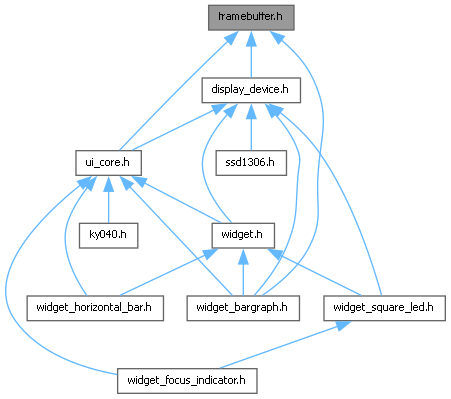 framebuffer.h
display_device.h
ui_core.h
ssd1306.h
ky040.h
widget.h
widget_horizontal_bar.h
widget_bargraph.h
widget_square_led.h
widget_focus_indicator.h